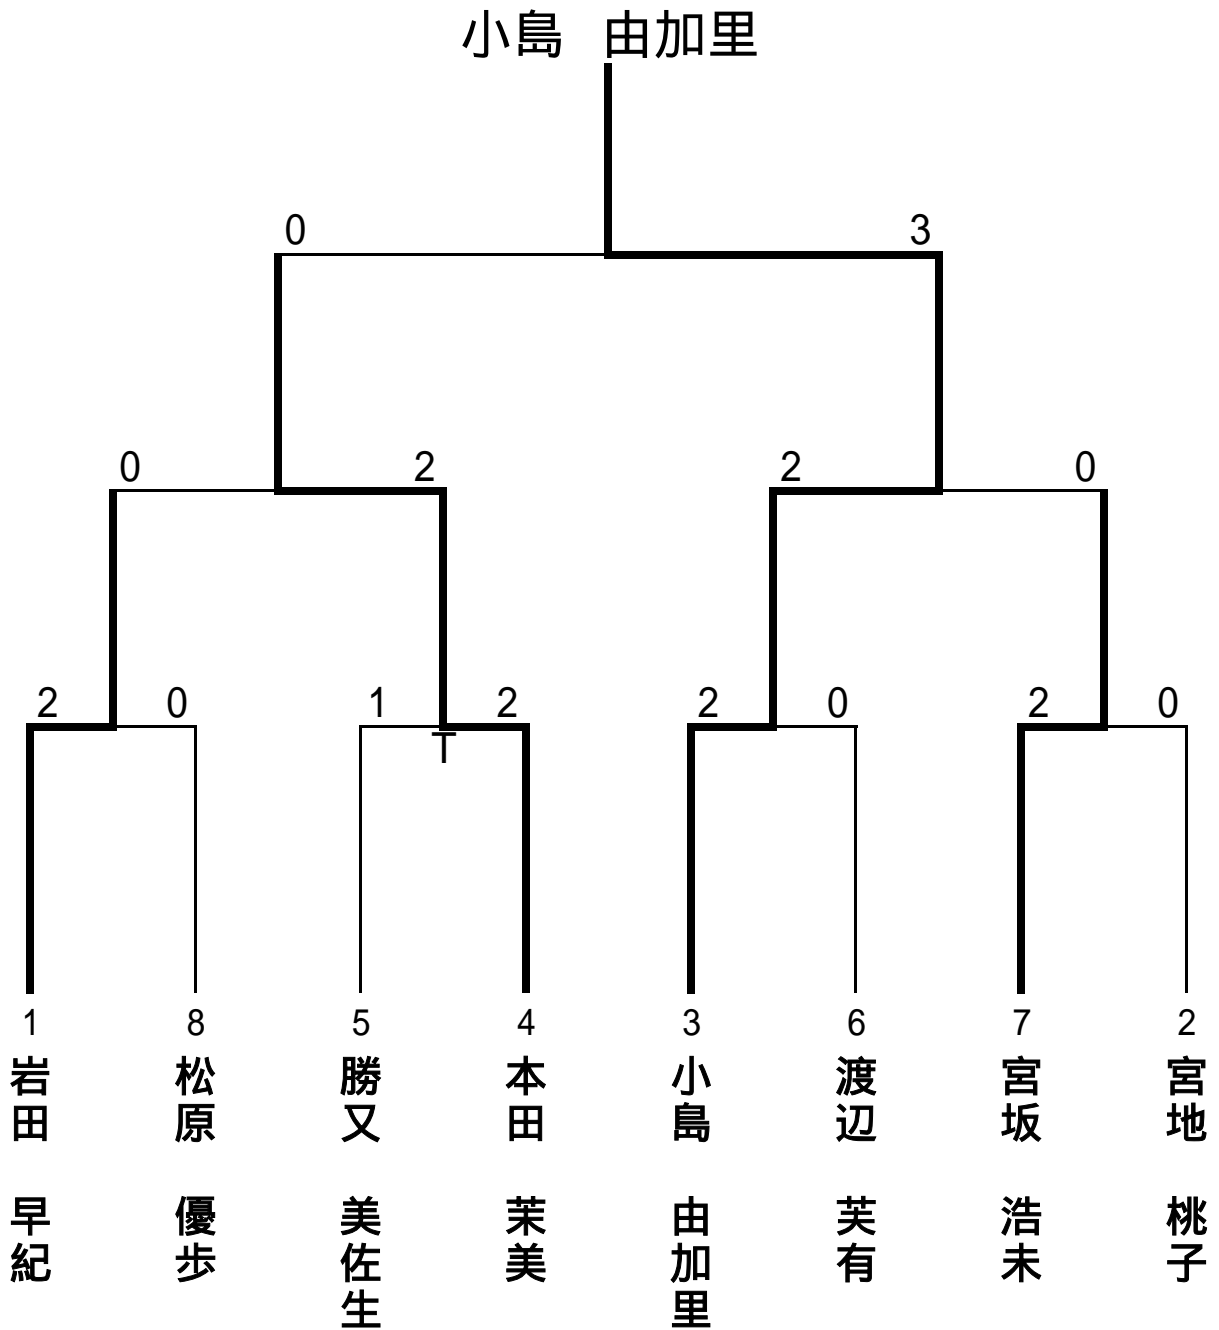 小島 由加里
0 3
0 2 2 0
2 0 1 2 2 0 2 0
T
1 8 5 4 3 6 7 2
岩田 早紀
松原 優歩
勝又 美佐生
本田 茉美
小島 由加里
渡辺 芙有
宮坂 浩未
宮地 桃子